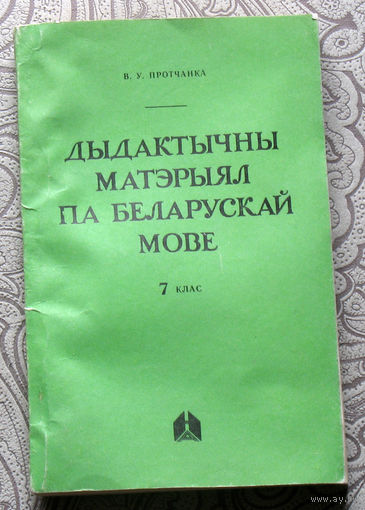 В. У. ПРОТЧАНКА
ДЫДАКТЫЧНЫ
МАТЭРЫЯЛ
ПА БЕЛАРУСКАЙ
МОВЕ
7 КЛАС